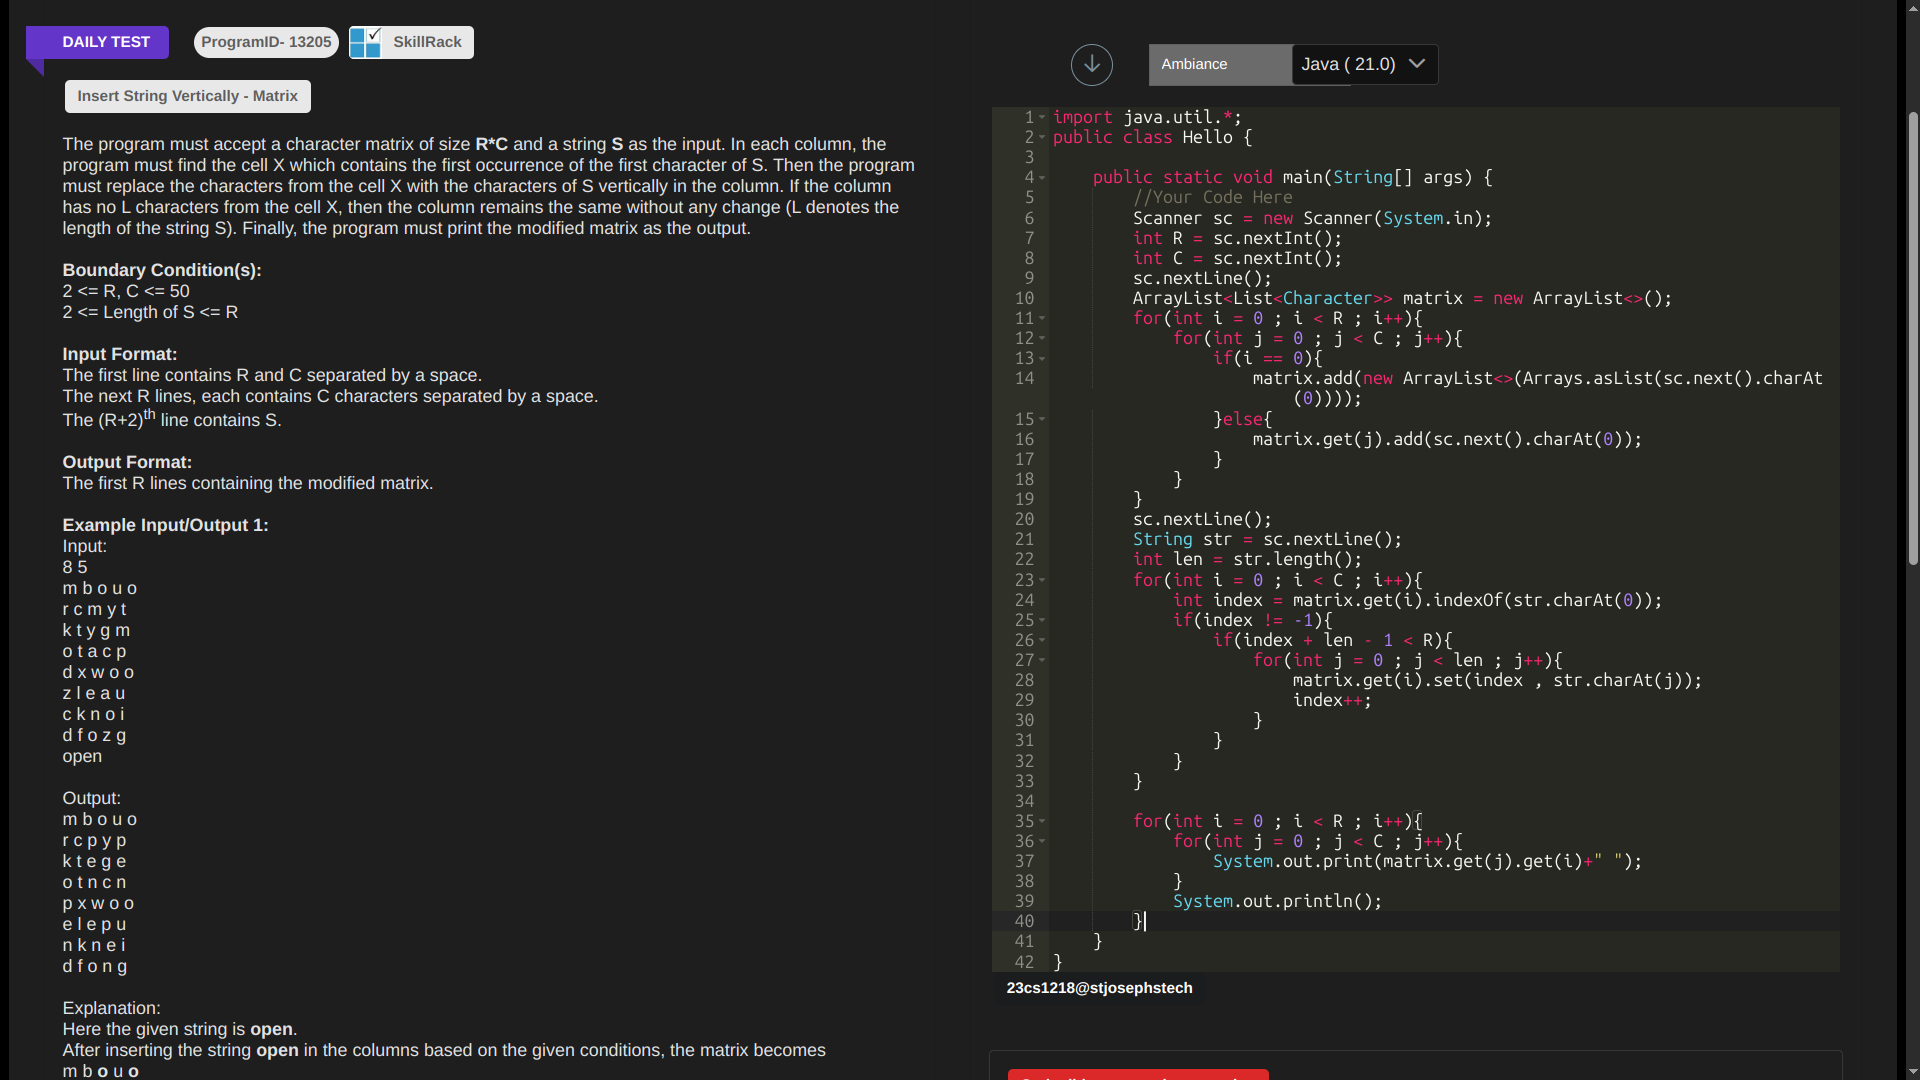 DAILY TEST
ProgramID- 13205
SkillRack
Insert String Vertically - Matrix
The program must accept a character matrix of size R*C and a string S as the input. In each column, the
program must find the cell X which contains the first occurrence of the first character of S. Then the program
must replace the characters from the cell X with the characters of S vertically in the column. If the column
has no L characters from the cell X, then the column remains the same without any change (L denotes the
length of the string S). Finally, the program must print the modified matrix as the output.
Boundary Condition(s):
2 <= R, C <= 50
2 <= Length of S <= R
Input Format:
The first line contains R and C separated by a space.
The next R lines, each contains C characters separated by a space.
The (R+2)th line contains S.
Output Format:
The first R lines containing the modified matrix.
Example Input/Output 1:
Input:
8 5
m b o u o
r c m y t
k t y g m
o t a c p
d x w o o
z l e a u
c k n o i
d f o z g
open
Output:
m b o u o
r c p y p
k t e g e
o t n c n
p x w o o
e l e p u
n k n e i
d f o n g
Explanation:
Here the given string is open.
After inserting the string open in the columns based on the given conditions, the matrix becomes
m b o u o
Ambiance
Java ( 21.0)
1 import java.util.*;
2 public class Hello {
3
4 public static void main(String[] args) {
5 //Your Code Here
6 Scanner sc = new Scanner(System.in);
7 int R = sc.nextInt();
8 int C = sc.nextInt();
9 sc.nextLine();
10 ArrayList<List<Character>> matrix = new ArrayList<>();
11 for(int i = 0 ; i < R ; i++){
12 for(int j = 0 ; j < C ; j++){
13 if(i == 0){
14 matrix.add(new ArrayList<>(Arrays.asList(sc.next().charAt
(0))));
15 }else{
16 matrix.get(j).add(sc.next().charAt(0));
17 }
18 }
19 }
20 sc.nextLine();
21 String str = sc.nextLine();
22 int len = str.length();
23 for(int i = 0 ; i < C ; i++){
24 int index = matrix.get(i).indexOf(str.charAt(0));
25 if(index != -1){
26 if(index + len - 1 < R){
27 for(int j = 0 ; j < len ; j++){
28 matrix.get(i).set(index , str.charAt(j));
29 index++;
30 }
31 }
32 }
33 }
34
35 for(int i = 0 ; i < R ; i++){
36 for(int j = 0 ; j < C ; j++){
37 System.out.print(matrix.get(j).get(i)+" ");
38 }
39 System.out.println();
40 }
41 }
42 }
23cs1218@stjosephstech